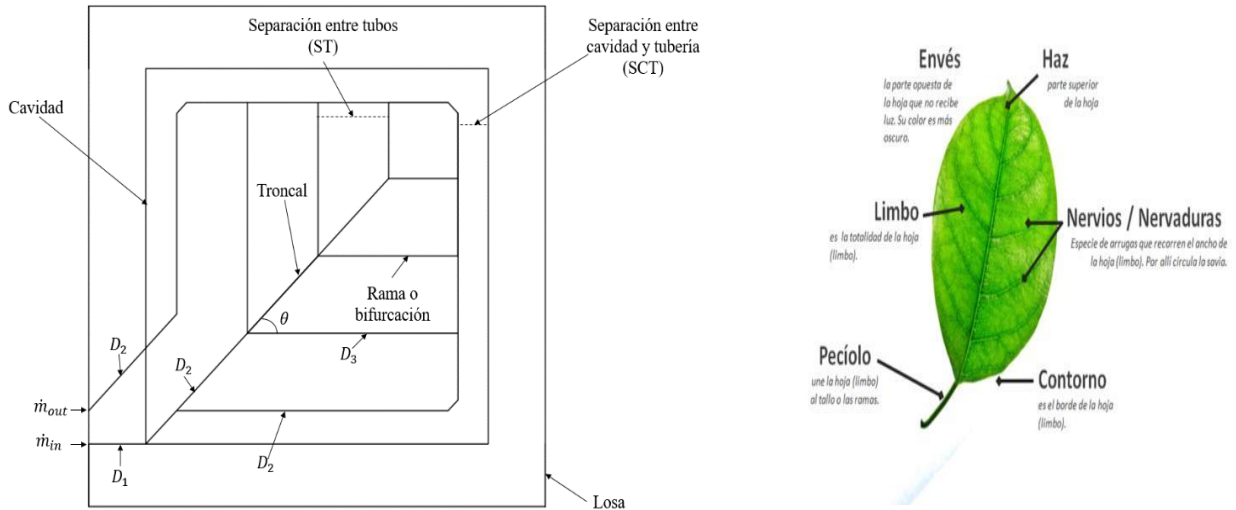 Separación entre tubos
(ST)
Separación entre
cavidad y tubería
(SCT)
Cavidad
Troncal
Rama o
bifurcación
θ
D₃
D₂
D₂
ṁout
ṁin
D₁
D₂
Losa
Envés
la parte opuesta de
la hoja que no recibe
luz. Su color es más
oscuro.
Haz
parte superior
de la hoja
Limbo
es la totalidad de la hoja
(limbo).
Nervios / Nervaduras
Especie de arrugas que recorren el ancho de
la hoja (limbo). Por allí circula la savia.
Pecíolo
une la hoja (limbo)
al tallo o las ramas.
Contorno
es el borde de la hoja
(limbo).